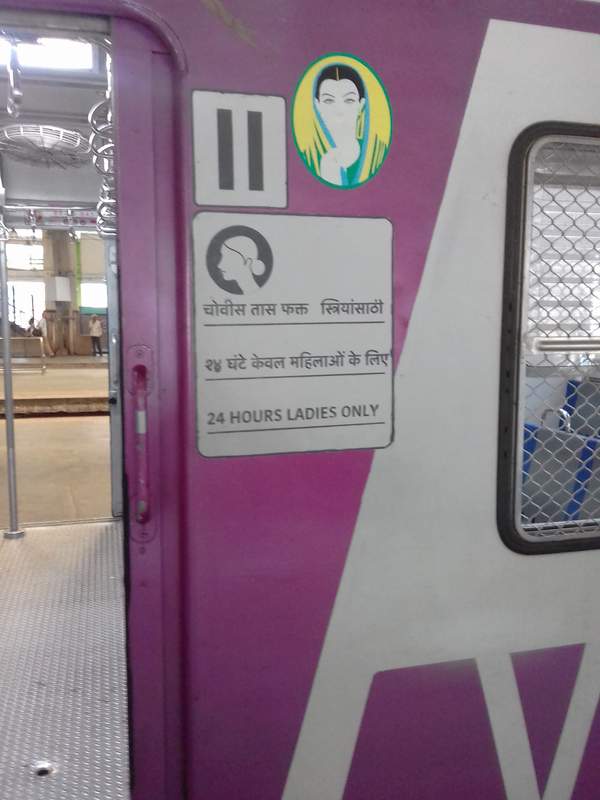 II
चोवीस तास फक्त स्त्रियांसाठी
२४ घंटे केवल महिलाओं के लिए
24 HOURS LADIES ONLY